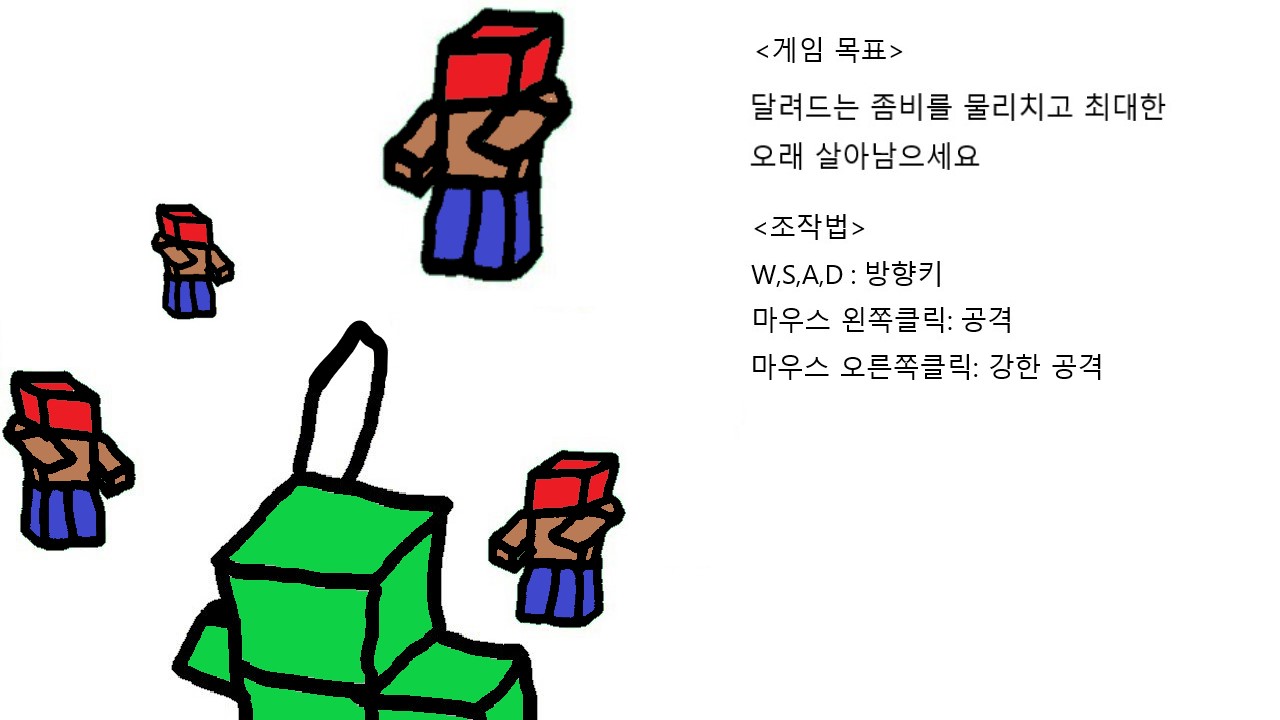 <게임 목표>
달려드는 좀비를 물리치고 최대한
오래 살아남으세요
<조작법>
W,S,A,D : 방향키
마우스 왼쪽클릭: 공격
마우스 오른쪽클릭: 강한 공격